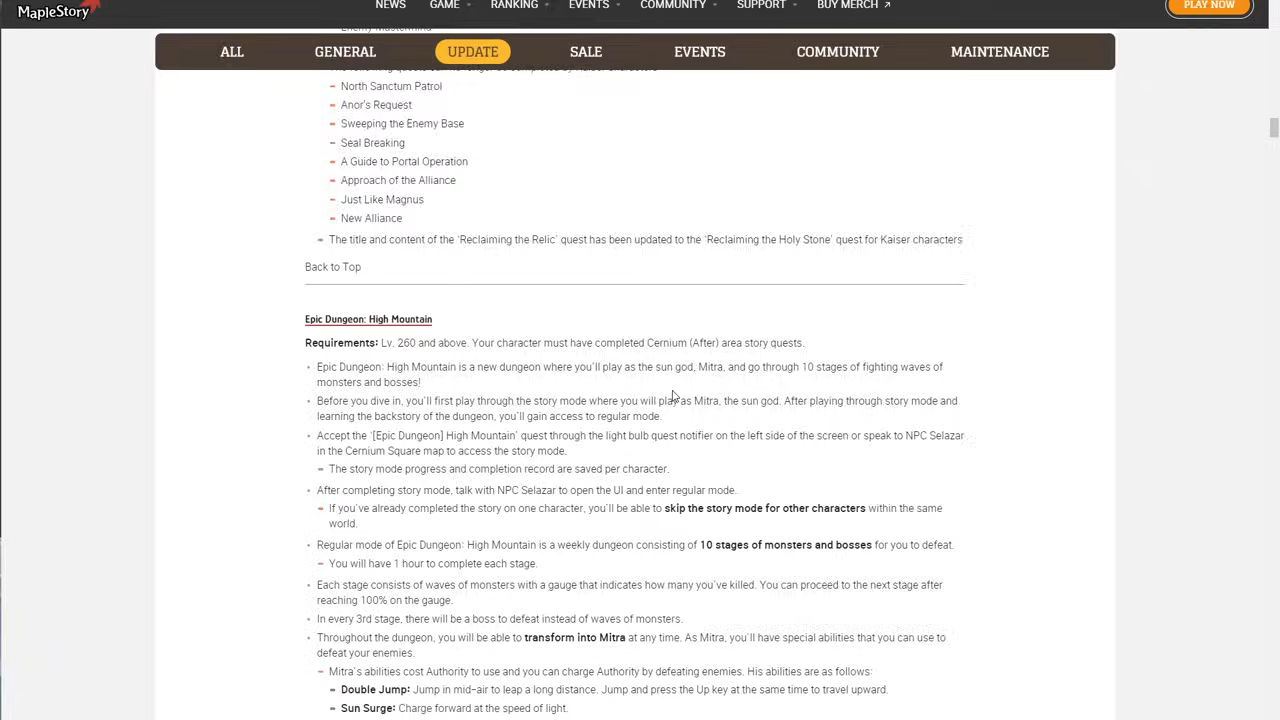 MapleStory
NEWS GAME RANKING EVENTS COMMUNITY SUPPORT BUY MERCH PLAY NOW
Enemy Mastermind
ALL GENERAL UPDATE SALE EVENTS COMMUNITY MAINTENANCE
North Sanctum Patrol
Anor's Request
Sweeping the Enemy Base
Seal Breaking
A Guide to Portal Operation
Approach of the Alliance
Just Like Magnus
New Alliance
The title and content of the 'Reclaiming the Relic' quest has been updated to the 'Reclaiming the Holy Stone' quest for Kaiser characters
Back to Top
Epic Dungeon: High Mountain
Requirements: Lv. 260 and above. Your character must have completed Cernium (After) area story quests.
Epic Dungeon: High Mountain is a new dungeon where you'll play as the sun god, Mitra, and go through 10 stages of fighting waves of
monsters and bosses!
Before you dive in, you'll first play through the story mode where you will play as Mitra, the sun god. After playing through story mode and
learning the backstory of the dungeon, you'll gain access to regular mode.
Accept the '[Epic Dungeon] High Mountain' quest through the light bulb quest notifier on the left side of the screen or speak to NPC Selazar
in the Cernium Square map to access the story mode.
The story mode progress and completion record are saved per character.
After completing story mode, talk with NPC Selazar to open the UI and enter regular mode.
If you've already completed the story on one character, you'll be able to skip the story mode for other characters within the same
world.
Regular mode of Epic Dungeon: High Mountain is a weekly dungeon consisting of 10 stages of monsters and bosses for you to defeat.
You will have 1 hour to complete each stage.
Each stage consists of waves of monsters with a gauge that indicates how many you've killed. You can proceed to the next stage after
reaching 100% on the gauge.
In every 3rd stage, there will be a boss to defeat instead of waves of monsters.
Throughout the dungeon, you will be able to transform into Mitra at any time. As Mitra, you'll have special abilities that you can use to
defeat your enemies.
Mitra's abilities cost Authority to use and you can charge Authority by defeating enemies. His abilities are as follows:
Double Jump: Jump in mid-air to leap a long distance. Jump and press the Up key at the same time to travel upward.
Sun Surge: Charge forward at the speed of light.